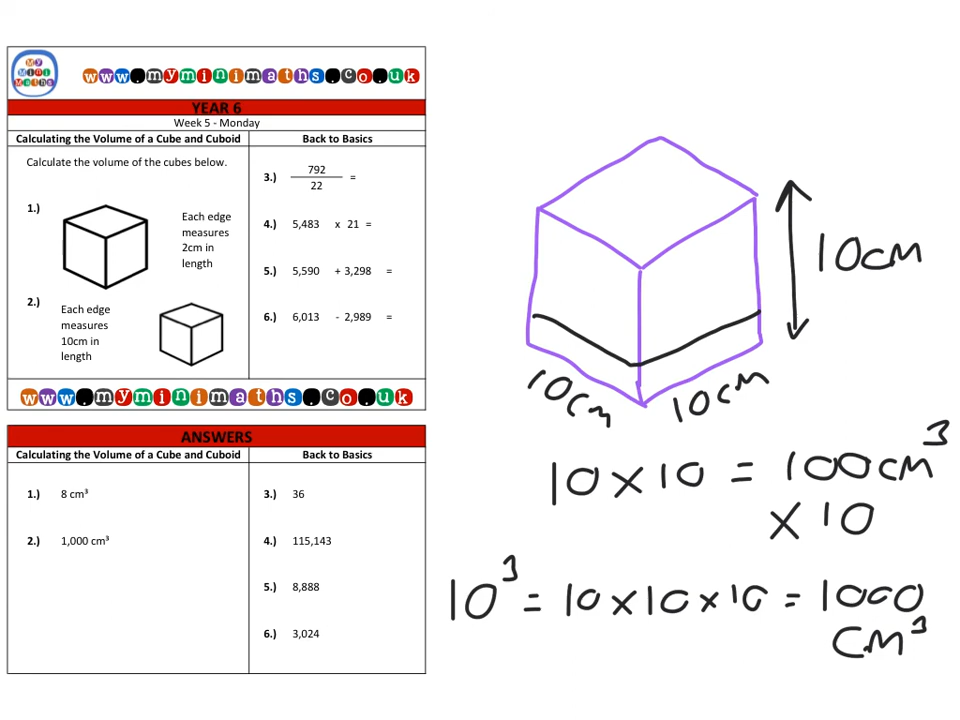 My
Mini
Maths
www.myminimaths.co.uk
YEAR 6
Week 5 - Monday
Calculating the Volume of a Cube and Cuboid
Back to Basics
Calculate the volume of the cubes below.
1.)
Each edge
measures
2cm in
length
2.)
Each edge
measures
10cm in
length
3.) 792
22 =
4.) 5,483 x 21 =
5.) 5,590 + 3,298 =
6.) 6,013 - 2,989 =
www.myminimaths.co.uk
ANSWERS
Calculating the Volume of a Cube and Cuboid
Back to Basics
1.) 8 cm³
2.) 1,000 cm³
3.) 36
4.) 115,143
5.) 8,888
6.) 3,024
10cm
10cm
10cm
10 × 10 = 100cm³
× 10
10³ = 10 × 10 × 10 = 1000
cm³